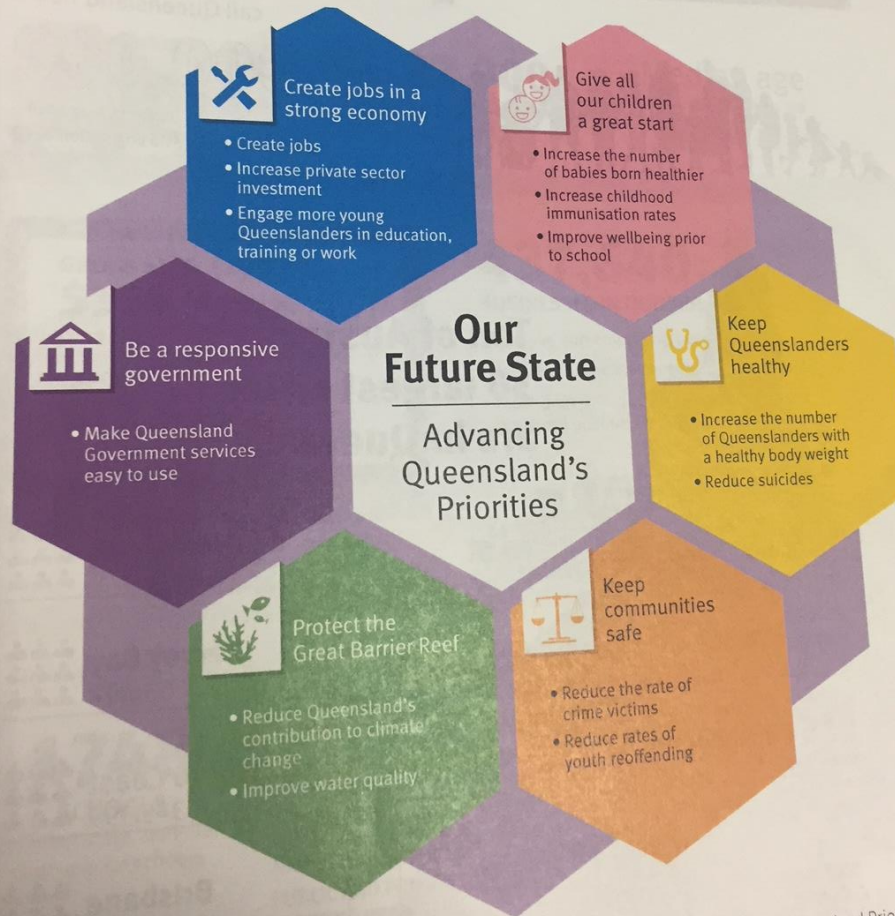 Create jobs in a
strong economy
• Create jobs
• Increase private sector
investment
• Engage more young
Queenslanders in education,
training or work
Give all
our children
a great start
• Increase the number
of babies born healthier
• Increase childhood
immunisation rates
• Improve wellbeing prior
to school
Be a responsive
government
• Make Queensland
Government services
easy to use
Our
Future State
Advancing
Queensland's
Priorities
Keep
Queenslanders
healthy
• Increase the number
of Queenslanders with
a healthy body weight
• Reduce suicides
Protect the
Great Barrier Reef
• Reduce Queensland's
contribution to climate
change
• Improve water quality
Keep
communities
safe
• Reduce the rate of
crime victims
• Reduce rates of
youth reoffending